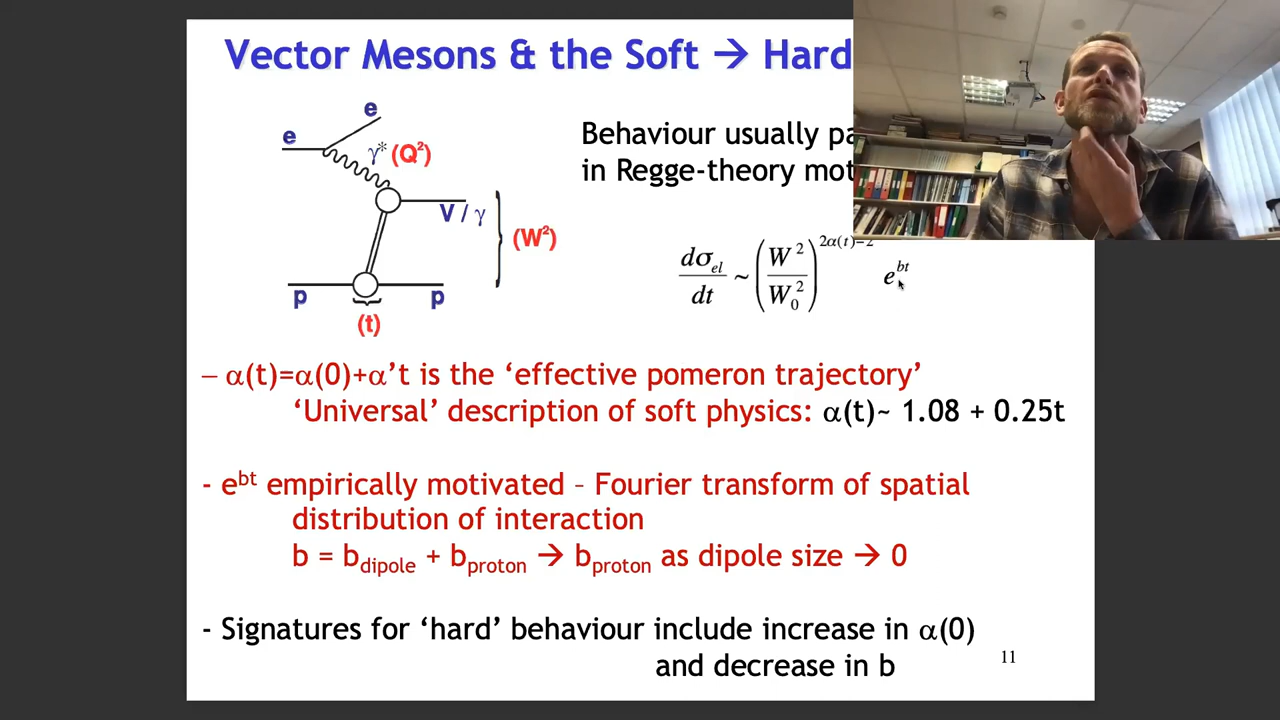 Vector Mesons & the Soft → Hard
e
e
γ* (Q²)
V / γ
(W²)
p
p
(t)
Behaviour usually
in Regge-theory
dσ_el/dt ~ (W²/W₀²)^(2α(t)−2) e^(bt)
– α(t)=α(0)+α’t is the ‘effective pomeron trajectory’
‘Universal’ description of soft physics: α(t)~ 1.08 + 0.25t
- e^bt empirically motivated – Fourier transform of spatial
distribution of interaction
b = b_dipole + b_proton → b_proton as dipole size → 0
- Signatures for ‘hard’ behaviour include increase in α(0)
and decrease in b
11